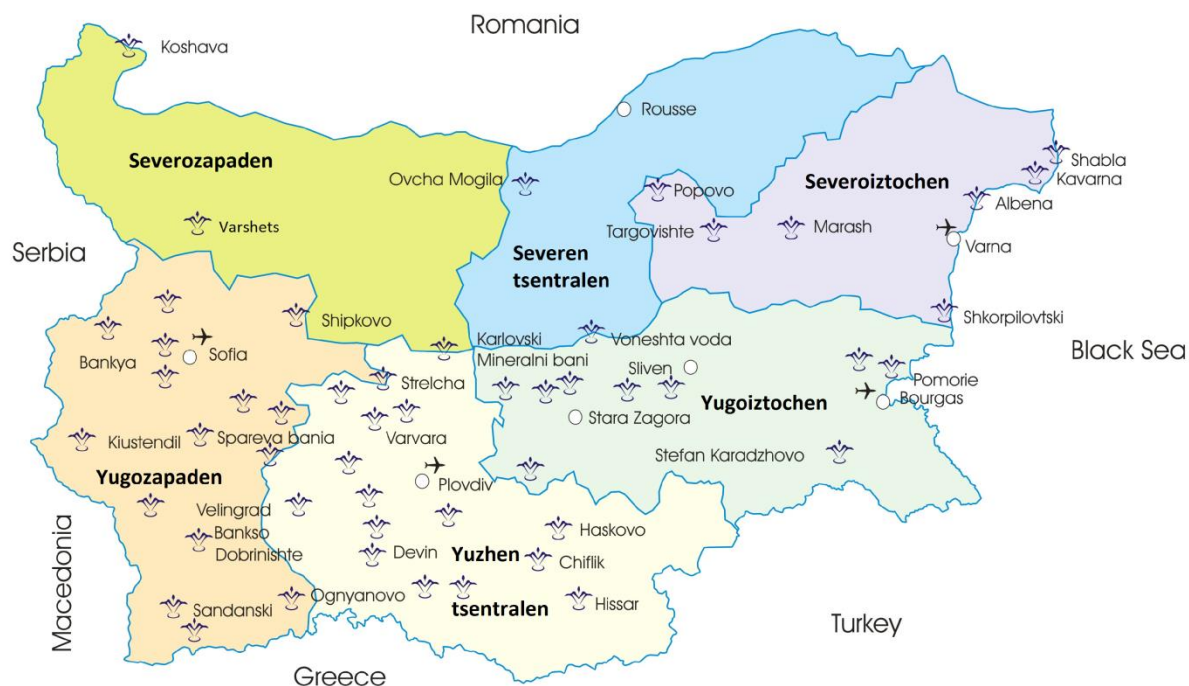 Romania
Koshava
Rousse
Severozapaden
Ovcha Mogila
Popovo
Severoiztochen
Shabla
Kavarna
Albena
Varshets
Targovishte
Marash
Varna
Serbia
Severen
tsentralen
Shipkovo
Karlovski
Mineralni bani
Voneshta voda
Shkorpilovtski
Black Sea
Bankya
Sofia
Strelcha
Sliven
Pomorie
Bourgas
Yugoiztochen
Stara Zagora
Kiustendil
Spareva bania
Varvara
Stefan Karadzhovo
Yugozapaden
Plovdiv
Velingrad
Bankso
Dobrinishte
Devin
Yuzhen
tsentralen
Haskovo
Chiflik
Hissar
Ognyanovo
Sandanski
Macedonia
Greece
Turkey